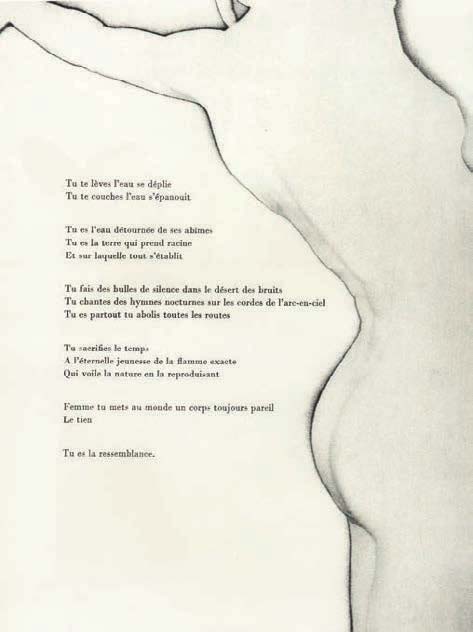 Tu te lèves l'eau se déplie
Tu te couches l'eau s'épanouit
Tu es l'eau détournée de ses abîmes
Tu es la terre qui prend racine
Et sur laquelle tout s'établit
Tu fais des bulles de silence dans le désert des bruits
Tu chantes des hymnes nocturnes sur les cordes de l'arc-en-ciel
Tu es partout tu abolis toutes les routes
Tu sacrifies le temps
A l'éternelle jeunesse de la flamme exacte
Qui voile la nature en la reproduisant
Femme tu mets au monde un corps toujours pareil
Le tien
Tu es la ressemblance.